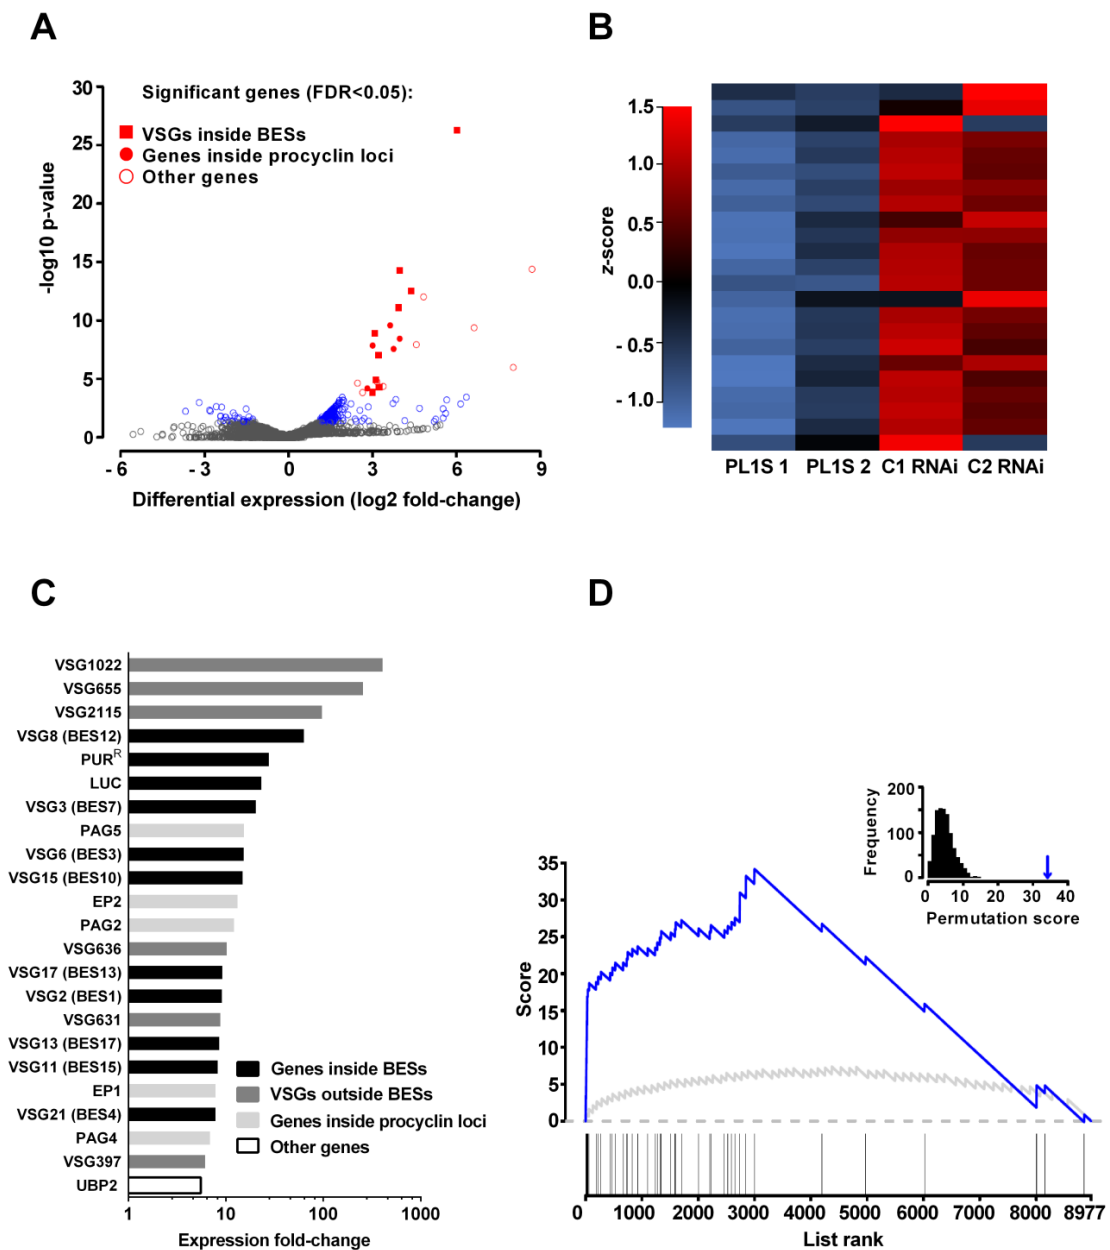 A
30
25
20
15
10
5
0
-log10 p-value
Significant genes (FDR<0.05):
VSGs inside BESs
Genes inside procyclin loci
Other genes
-6
-3
0
3
6
9
Differential expression (log2 fold-change)
B
1.5
1.0
0.5
0.0
-0.5
-1.0
z-score
PL1S 1
PL1S 2
C1 RNAi
C2 RNAi
C
VSG1022
VSG655
VSG2115
VSG8 (BES12)
PURR
LUC
VSG3 (BES7)
PAG5
VSG6 (BES3)
VSG15 (BES10)
EP2
PAG2
VSG636
VSG17 (BES13)
VSG2 (BES1)
VSG631
VSG13 (BES17)
VSG11 (BES15)
EP1
VSG21 (BES4)
PAG4
VSG397
UBP2
Genes inside BESs
VSGs outside BESs
Genes inside procyclin loci
Other genes
1
10
100
1000
Expression fold-change
D
200
100
0
Frequency
0
10
20
30
40
Permutation score
35
30
25
20
15
10
5
0
Score
0
1000
2000
3000
4000
5000
6000
7000
8000
8977
List rank